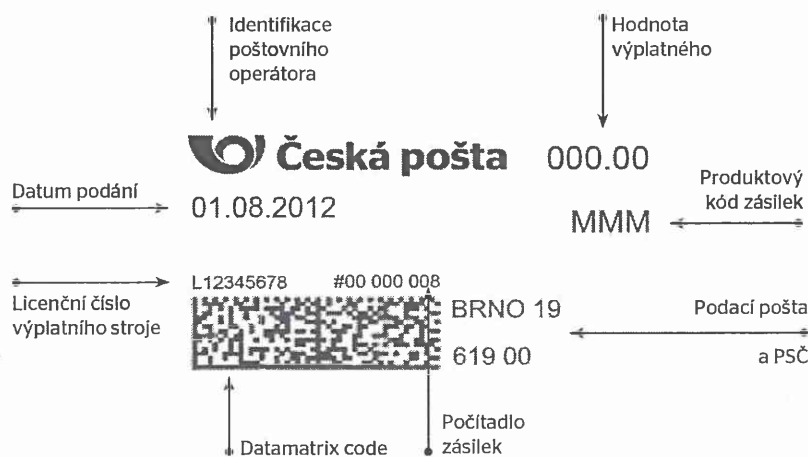 Identifikace
poštovního
operátora
Hodnota
výplatného
Česká pošta 000.00
Datum podání
01.08.2012
Produktový
kód zásilek
MMM
L12345678 #00 000 008
Licenční číslo
výplatního stroje
BRNO 19
619 00
Podací pošta
a PSČ
Datamatrix code
Počítadlo
zásilek